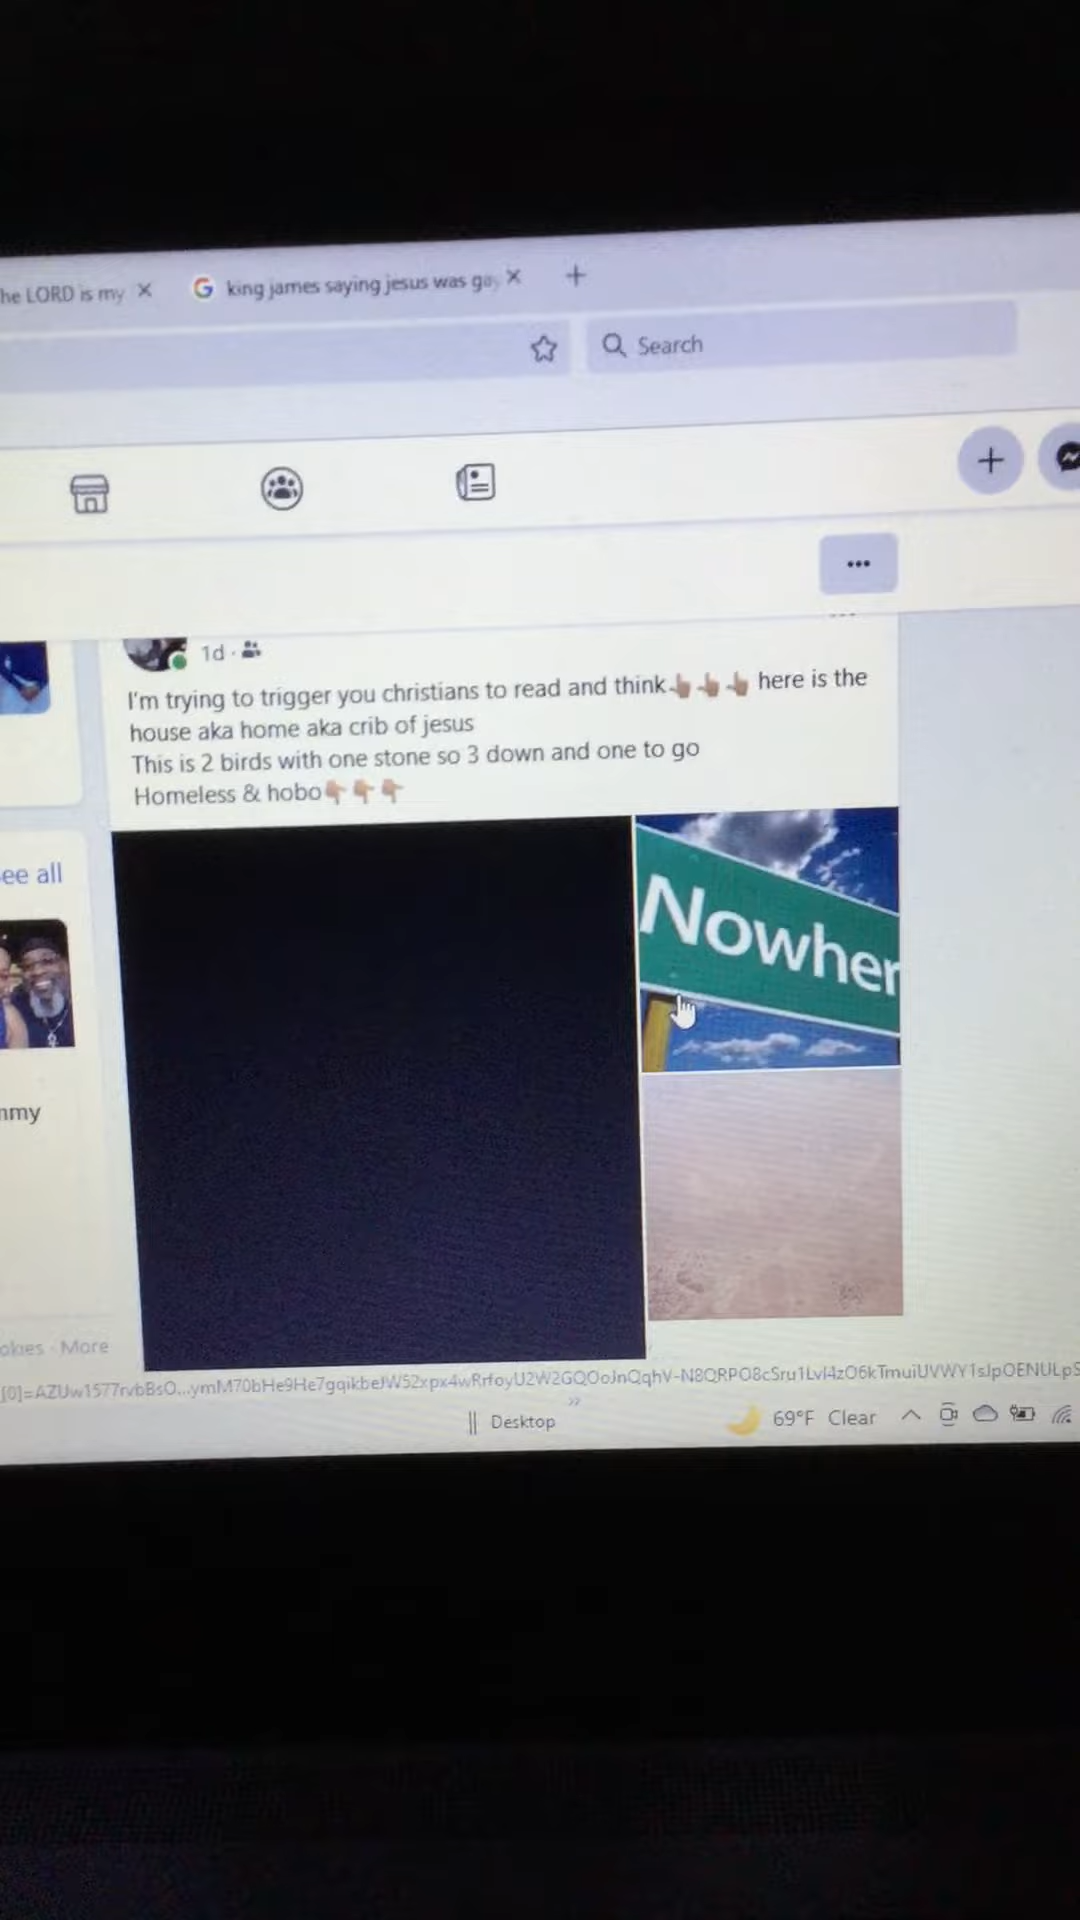 he LORD is my
king james saying jesus was gay
Search
1d
I'm trying to trigger you christians to read and think👆🏽👆🏽👆🏽 here is the
house aka home aka crib of jesus
This is 2 birds with one stone so 3 down and one to go
Homeless & hobo👇🏽👇🏽👇🏽
ee all
Nowher
mmy
okies · More
Desktop
69°F Clear